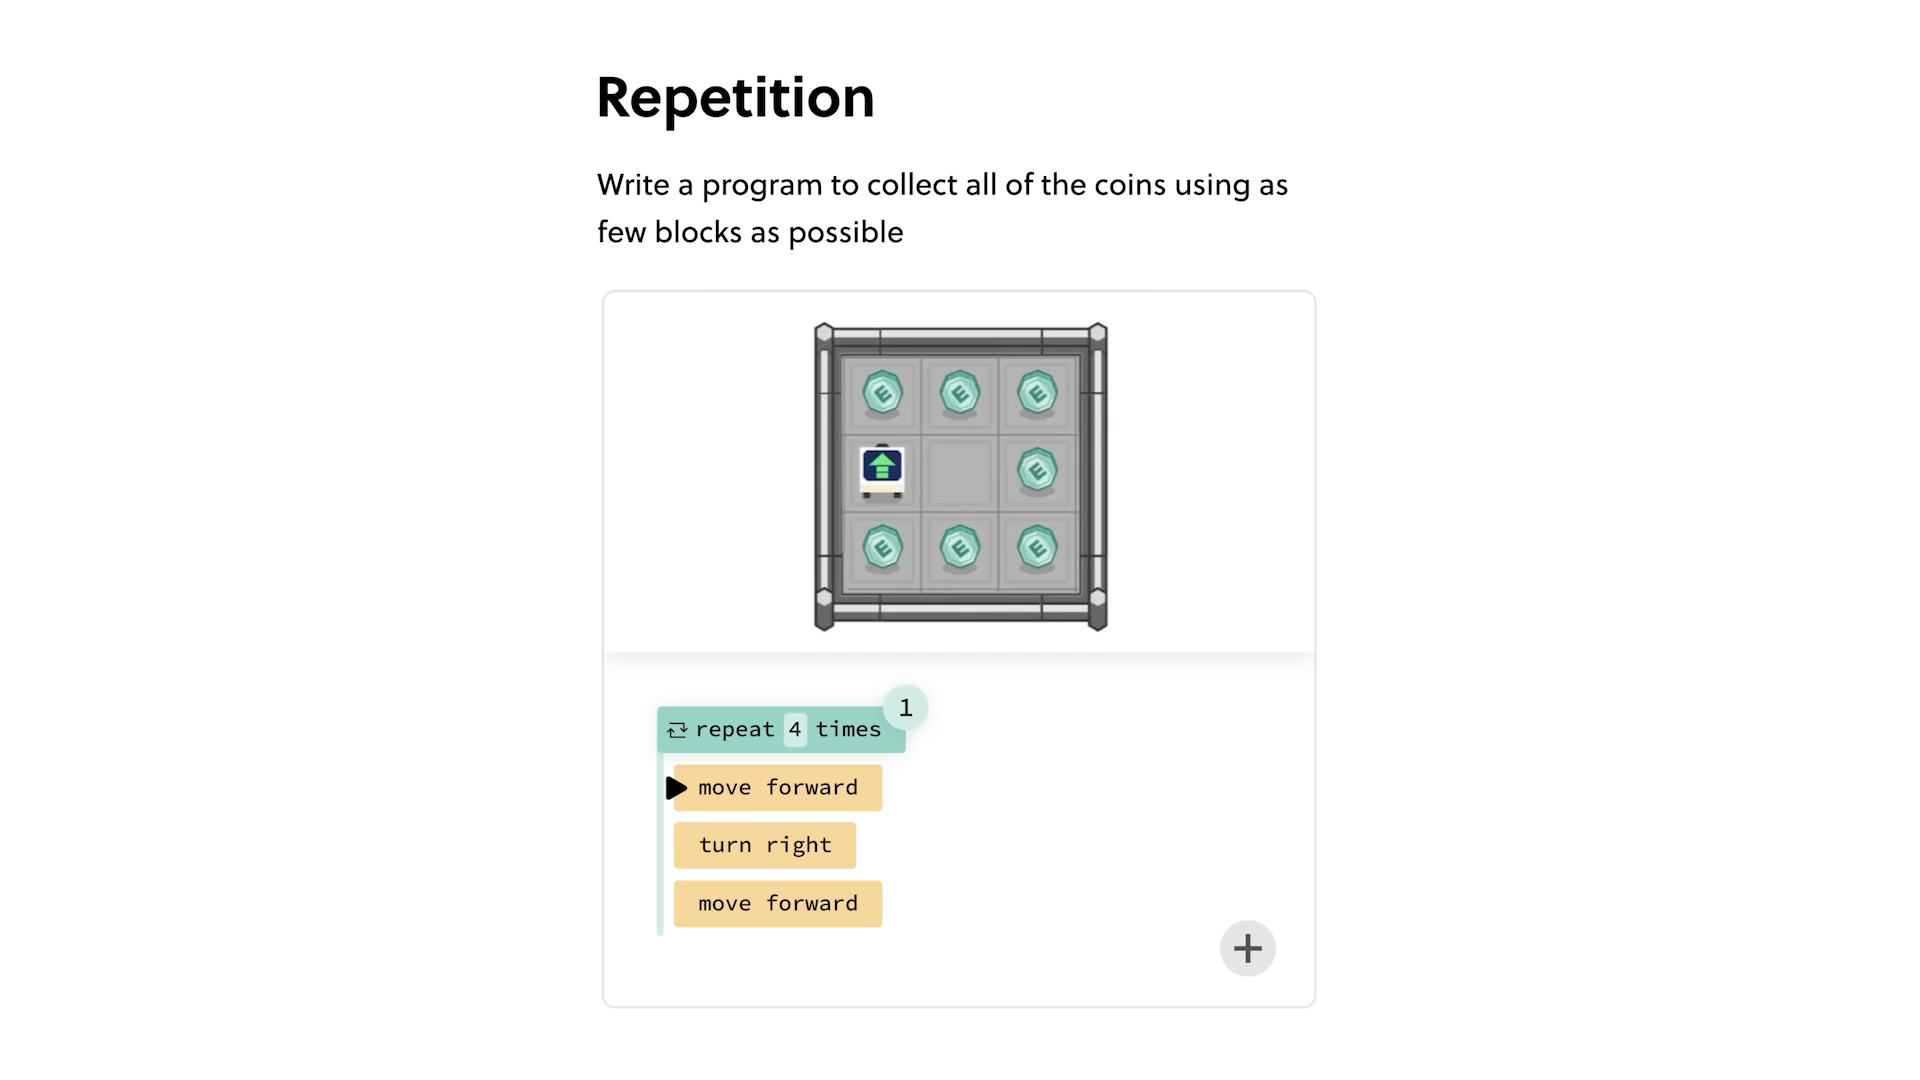 Repetition
Write a program to collect all of the coins using as
few blocks as possible
E E E
E
E E E
1
repeat 4 times
move forward
turn right
move forward